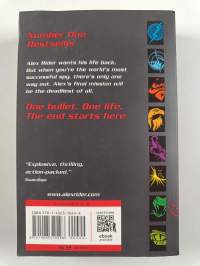 Number One
Bestseller
Alex Rider wants his life back.
But when you're the world's most
successful spy, there's only one
way out. Alex's final mission will
be the deadliest of all.
One bullet. One life.
The end starts here.
"Explosive, thrilling,
action-packed."
Guardian
www.alexrider.com
ebook
available